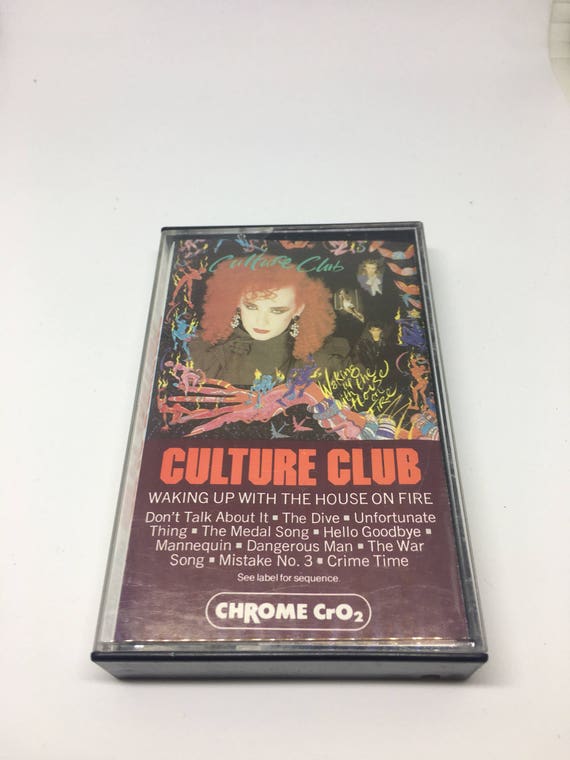 Culture Club
Waking
up
with the
House
on
FIRE
CULTURE CLUB
WAKING UP WITH THE HOUSE ON FIRE
Don't Talk About It ▪ The Dive ▪ Unfortunate
Thing ▪ The Medal Song ▪ Hello Goodbye ▪
Mannequin ▪ Dangerous Man ▪ The War
Song ▪ Mistake No. 3 ▪ Crime Time
See label for sequence.
CHROME CrO₂